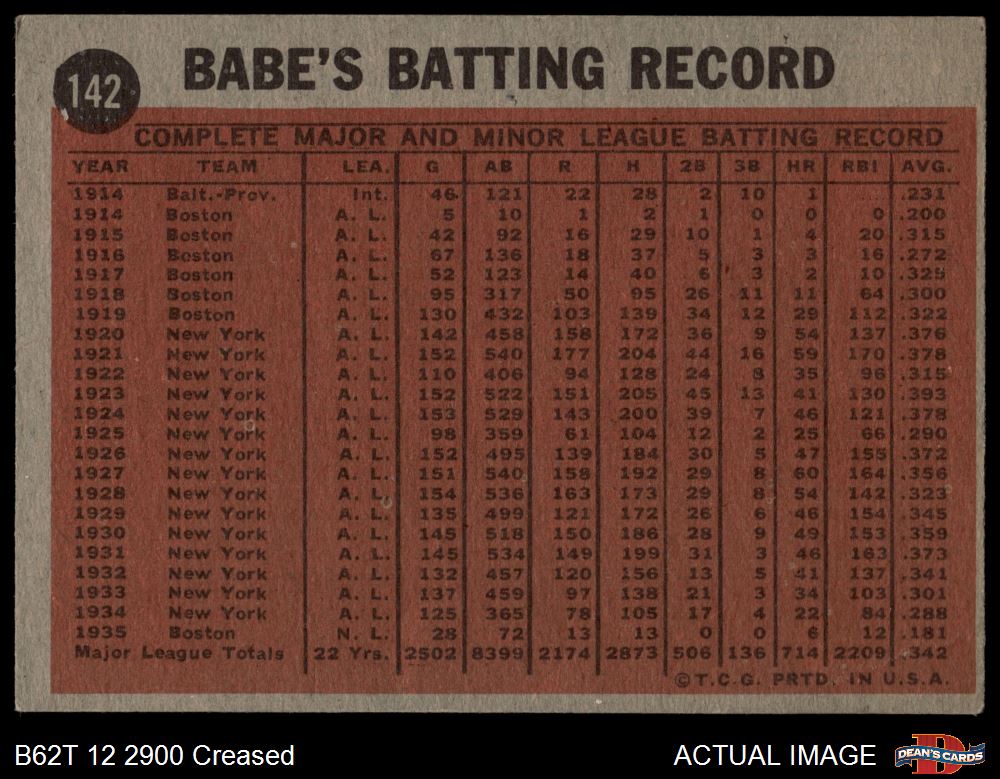 142
BABE'S BATTING RECORD
COMPLETE MAJOR AND MINOR LEAGUE BATTING RECORD
YEAR TEAM LEA. G AB R H 2B 3B HR RBI AVG.
1914 Balt.-Prov. Int. 46 121 22 28 2 10 1 .231
1914 Boston A. L. 5 10 1 2 1 0 0 0 .200
1915 Boston A. L. 42 92 16 29 10 1 4 20 .315
1916 Boston A. L. 67 136 18 37 5 3 3 16 .272
1917 Boston A. L. 52 123 14 40 6 3 2 10 .325
1918 Boston A. L. 95 317 50 95 26 11 11 64 .300
1919 Boston A. L. 130 432 103 139 34 12 29 112 .322
1920 New York A. L. 142 458 158 172 36 9 54 137 .376
1921 New York A. L. 152 540 177 204 44 16 59 170 .378
1922 New York A. L. 110 406 94 128 24 8 35 96 .315
1923 New York A. L. 152 522 151 205 45 13 41 130 .393
1924 New York A. L. 153 529 143 200 39 7 46 121 .378
1925 New York A. L. 98 359 61 104 12 2 25 66 .290
1926 New York A. L. 152 495 139 184 30 5 47 155 .372
1927 New York A. L. 151 540 158 192 29 8 60 164 .356
1928 New York A. L. 154 536 163 173 29 8 54 142 .323
1929 New York A. L. 135 499 121 172 26 6 46 154 .345
1930 New York A. L. 145 518 150 186 28 9 49 153 .359
1931 New York A. L. 145 534 149 199 31 3 46 163 .373
1932 New York A. L. 132 457 120 156 13 5 41 137 .341
1933 New York A. L. 137 459 97 138 21 3 34 103 .301
1934 New York A. L. 125 365 78 105 17 4 22 84 .288
1935 Boston N. L. 28 72 13 13 0 0 6 12 .181
Major League Totals 22 Yrs. 2502 8399 2174 2873 506 136 714 2209 .342
©T.C.G. PRTD. IN U.S.A.
B62T 12 2900 Creased
ACTUAL IMAGE
DEAN'S CARDS